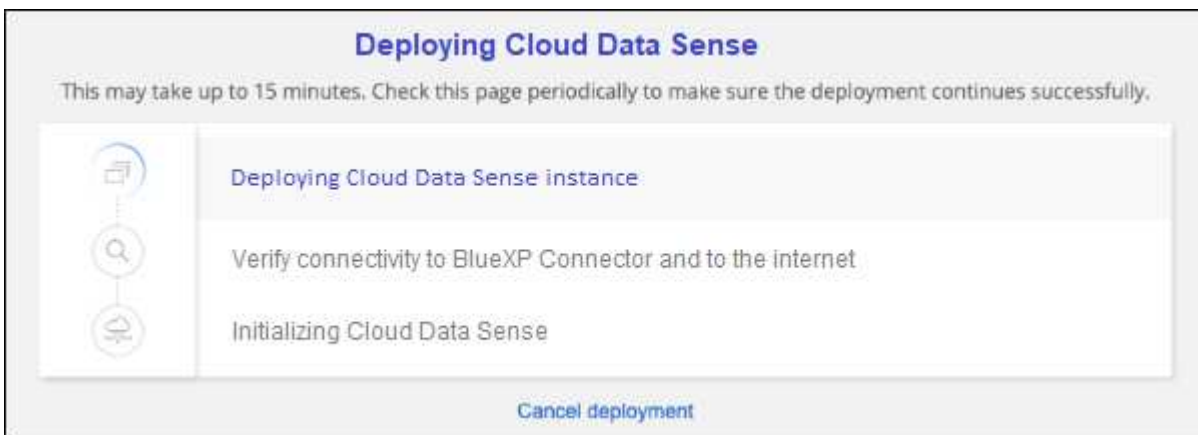 Deploying Cloud Data Sense
This may take up to 15 minutes. Check this page periodically to make sure the deployment continues successfully.
Deploying Cloud Data Sense instance
Verify connectivity to BlueXP Connector and to the internet
Initializing Cloud Data Sense
Cancel deployment